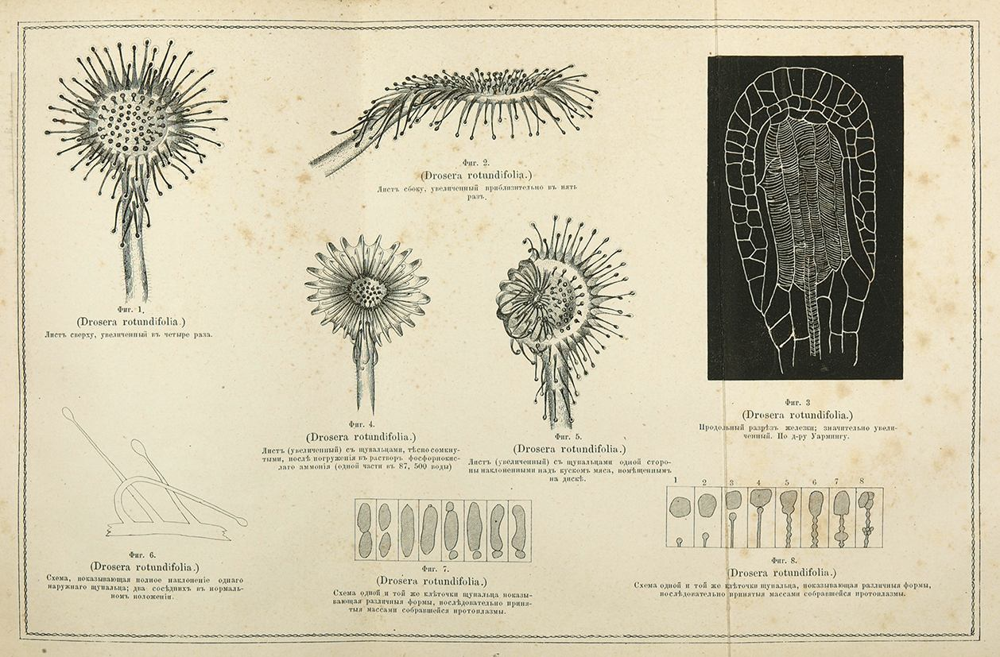 Фиг. 1.
(Drosera rotundifolia.)
Листъ сверху, увеличенный въ четыре раза.
Фиг. 2.
(Drosera rotundifolia.)
Листъ сбоку, увеличенный приблизительно въ пять
разъ.
Фиг. 3
(Drosera rotundifolia.)
Продольный разрѣзъ железки; значительно увели-
ченный. По д-ру Уармингу.
Фиг. 4.
(Drosera rotundifolia.)
Листъ (увеличенный) съ щупальцами, тѣсно сомкну-
тыми, послѣ погруженія въ растворъ фосфорнокис-
лаго аммонія (одной части въ 87, 500 воды)
Фиг. 5.
(Drosera rotundifolia.)
Листъ (увеличенный) съ щупальцами одной сторо-
ны наклоненными надъ кускомъ мяса, помѣщеннымъ
на дискѣ.
Фиг. 6.
(Drosera rotundifolia.)
Схема, показывающая полное наклоненіе однаго
наружнаго щупальца; два сосѣднихъ въ нормаль-
номъ положеніи.
Фиг. 7.
(Drosera rotundifolia.)
Схема одной и той же клѣточки щупальца показы-
вающая различныя формы, послѣдовательно приня-
тыя массами собравшейся протоплазмы.
1 2 3 4 5 6 7 8
Фиг. 8.
(Drosera rotundifolia.)
Схема одной и той же клѣточки щупальца, показывающая различныя формы,
послѣдовательно принятыя массами собравшейся протоплазмы.